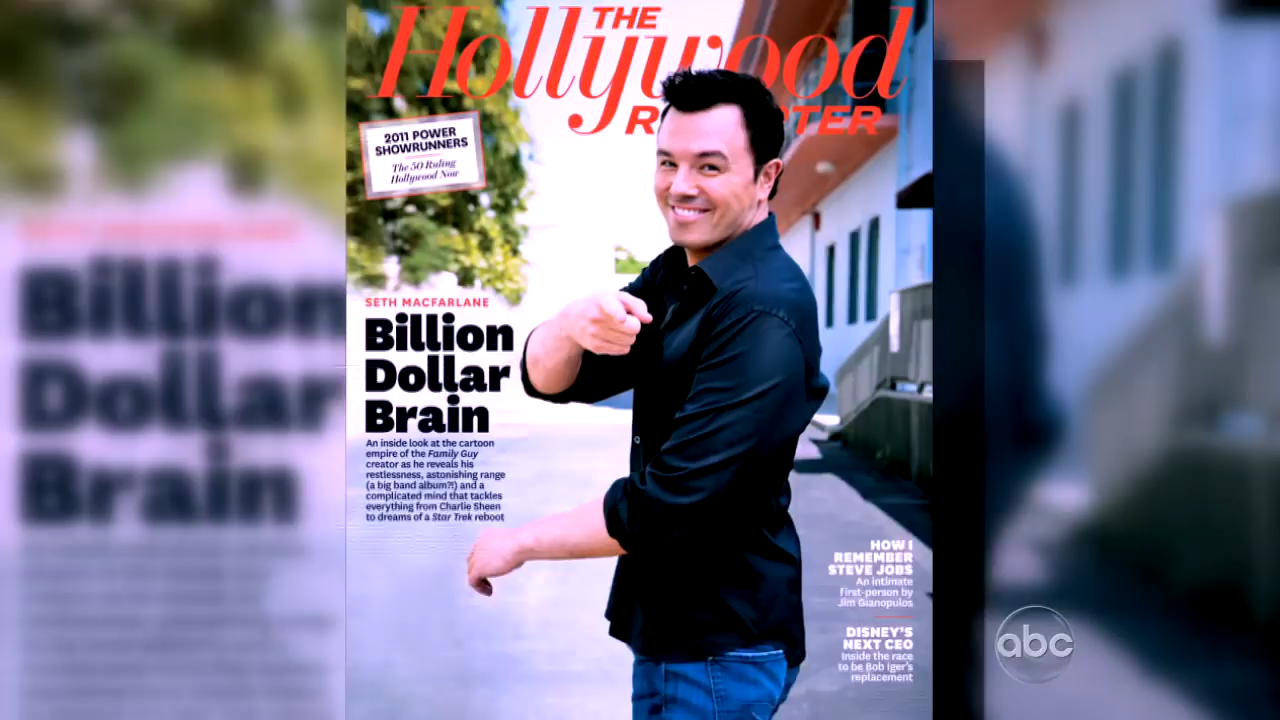 THE
Hollywood
REPORTER
2011 POWER
SHOWRUNNERS
The 50 Ruling
Hollywood Now
SETH MACFARLANE
Billion
Dollar
Brain
An inside look at the cartoon
empire of the Family Guy
creator as he reveals his
restlessness, astonishing range
(a big band album?!) and a
complicated mind that tackles
everything from Charlie Sheen
to dreams of a Star Trek reboot
HOW I
REMEMBER
STEVE JOBS
An intimate
first-person by
Jim Gianopulos
DISNEY'S
NEXT CEO
Inside the race
to be Bob Iger's
replacement
abc
Billion
Dollar
Brain